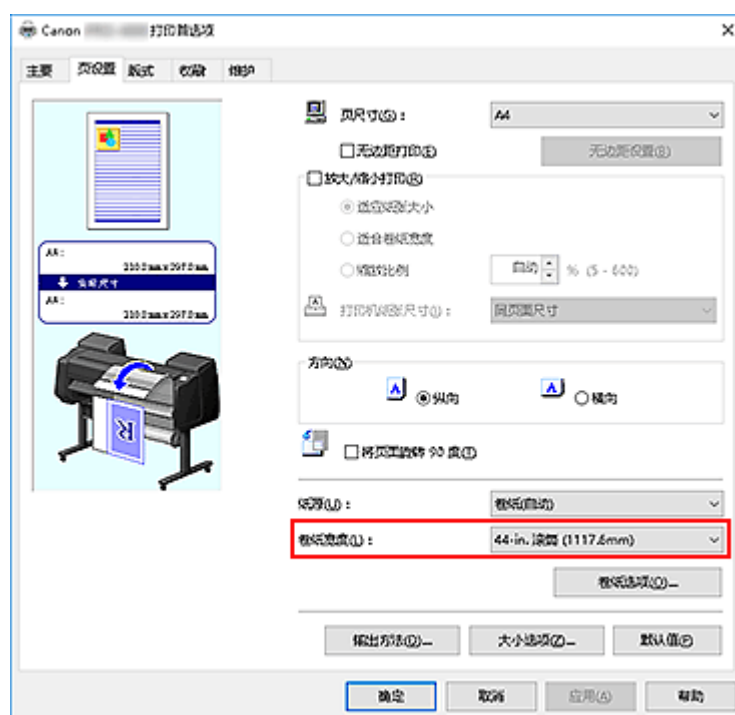 Canon 打印首选项
主要 页设置 版式 收藏 维护
页尺寸(G)： A4
无边距打印(E) 无边距设置(B)
放大/缩小打印(R)
适应纸张大小
适合卷纸宽度
缩放比例 自动 % (5 - 600)
打印机纸张尺寸(I)： 同页面尺寸
方向(N)
纵向 横向
将页面旋转 90 度(T)
纸源(U)： 卷纸(自动)
卷纸宽度(L)： 44-in. 滚筒 (1117.6mm)
卷纸选项(O)...
输出方法(D)... 大小选项(Z)... 默认值(F)
确定 取消 应用(A) 帮助
A4：
210.0mm x 297.0mm
实际尺寸
A4：
210.0mm x 297.0mm